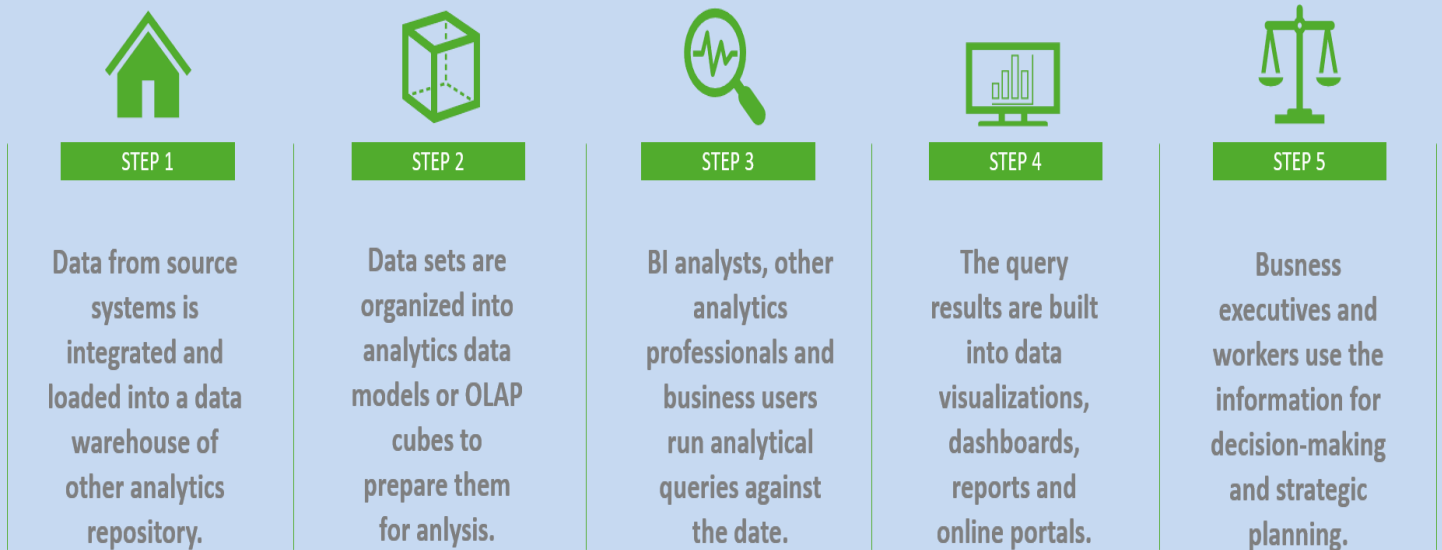 STEP 1
Data from source
systems is
integrated and
loaded into a data
warehouse of
other analytics
repository.
STEP 2
Data sets are
organized into
analytics data
models or OLAP
cubes to
prepare them
for anlysis.
STEP 3
BI analysts, other
analytics
professionals and
business users
run analytical
queries against
the date.
STEP 4
The query
results are built
into data
visualizations,
dashboards,
reports and
online portals.
STEP 5
Busness
executives and
workers use the
information for
decision-making
and strategic
planning.